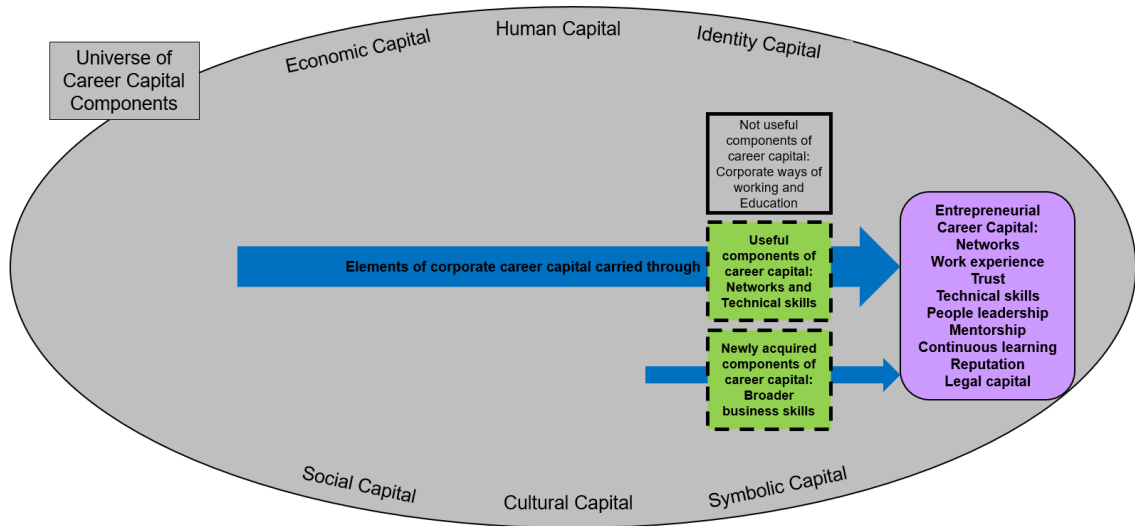 Universe of
Career Capital
Components
Economic Capital
Human Capital
Identity Capital
Not useful
components of
career capital:
Corporate ways of
working and
Education
Elements of corporate career capital carried through
Useful
components of
career capital:
Networks and
Technical skills
Newly acquired
components of
career capital:
Broader
business skills
Entrepreneurial
Career Capital:
Networks
Work experience
Trust
Technical skills
People leadership
Mentorship
Continuous learning
Reputation
Legal capital
Social Capital
Cultural Capital
Symbolic Capital